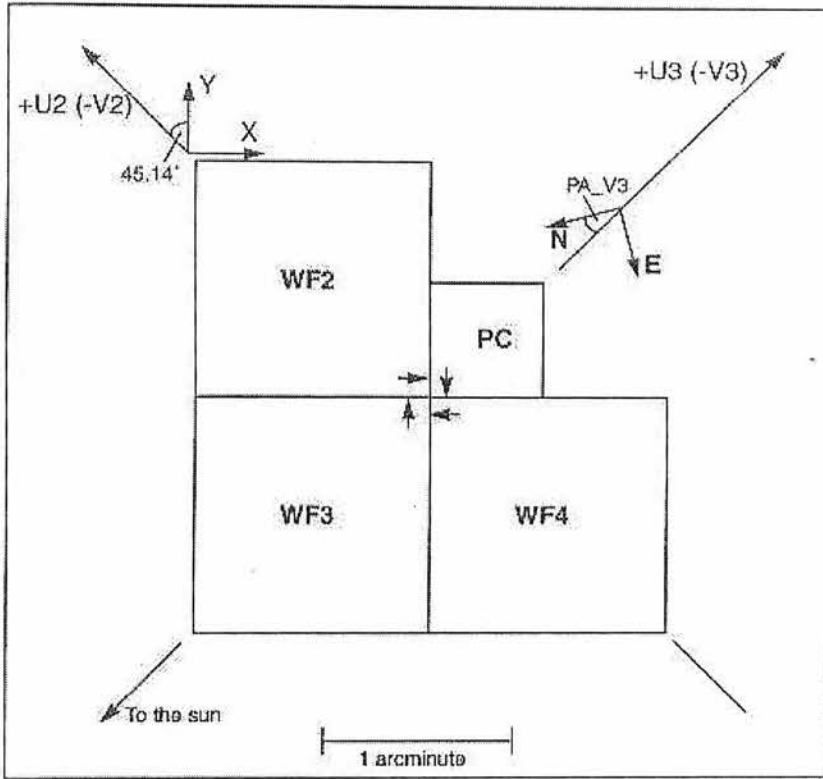 +U2 (-V2)
Y
X
45.14°
+U3 (-V3)
PA_V3
N
E
WF2
PC
WF3
WF4
To the sun
1 arcminute